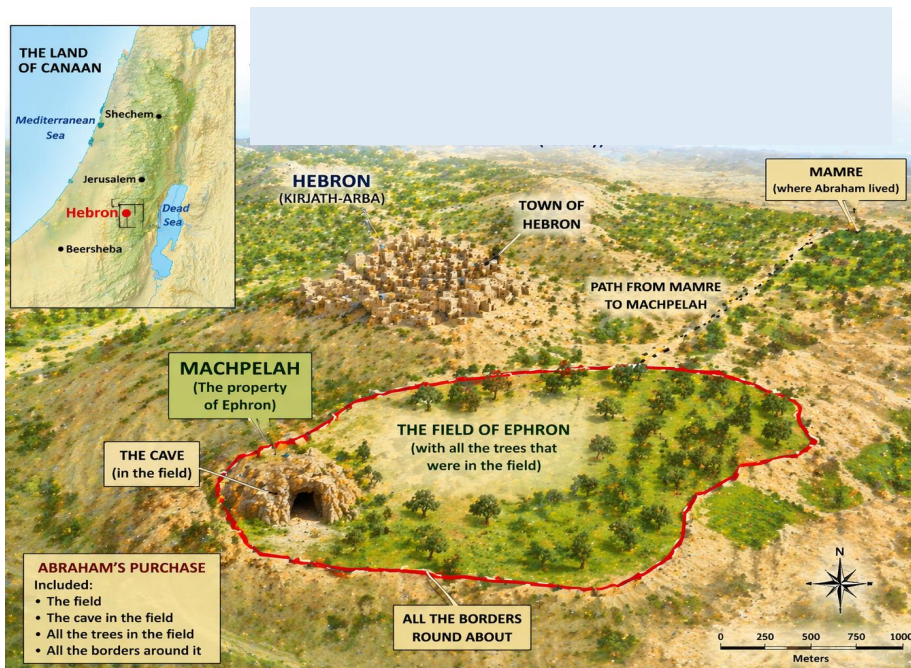 THE LAND
OF CANAAN
Mediterranean
Sea
Shechem
Jerusalem
Hebron
Dead
Sea
Beersheba
HEBRON
(KIRJATH-ARBA)
TOWN OF
HEBRON
MAMRE
(where Abraham lived)
PATH FROM MAMRE
TO MACHPELAH
MACHPELAH
(The property
of Ephron)
THE CAVE
(in the field)
THE FIELD OF EPHRON
(with all the trees that
were in the field)
ABRAHAM'S PURCHASE
Included:
• The field
• The cave in the field
• All the trees in the field
• All the borders around it
ALL THE BORDERS
ROUND ABOUT
N
0 250 500 750 1000
Meters